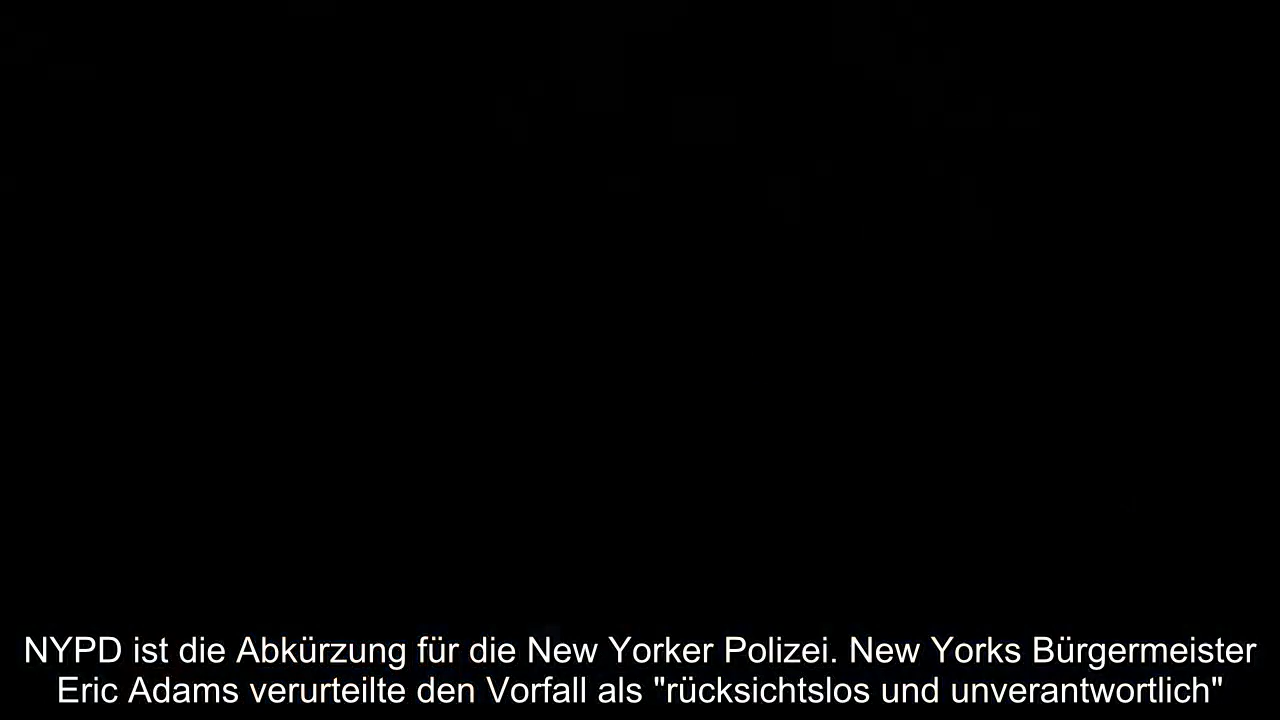 NYPD ist die Abkürzung für die New Yorker Polizei. New Yorks Bürgermeister
Eric Adams verurteilte den Vorfall als "rücksichtslos und unverantwortlich"